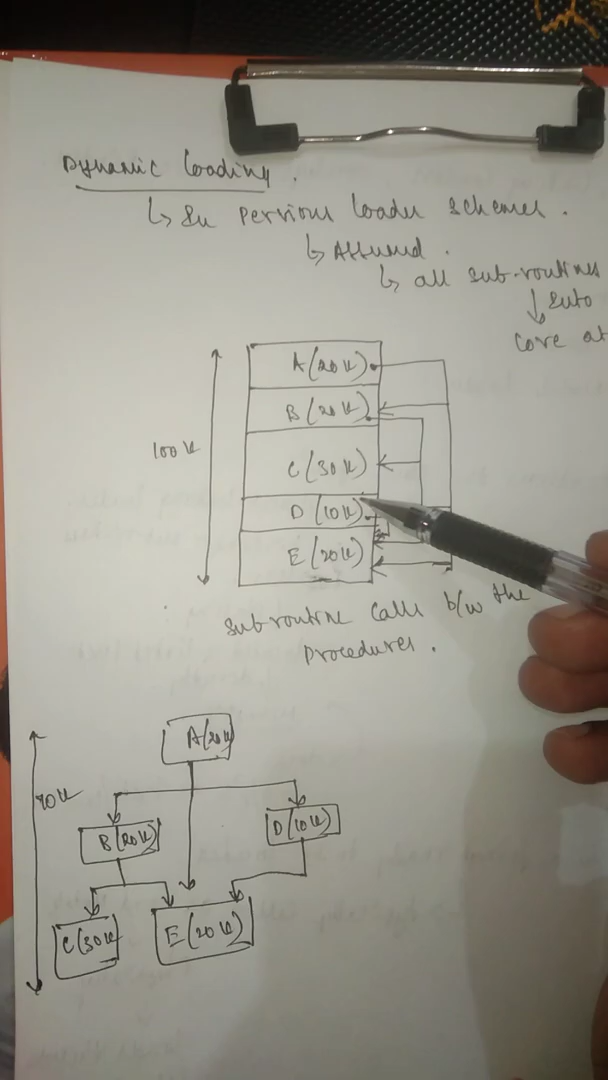 Dynamic Loading.
↳ In pervious loader schemes.
↳ Assumed.
↳ all sub-routines
↓ into
core at
A(20K)
B(20K)
100K
C(30K)
D(10K)
E(20K)
subroutine calls b/w the
procedures.
A(20K)
70K
B(20K)
D(10K)
C(30K
E(20K)